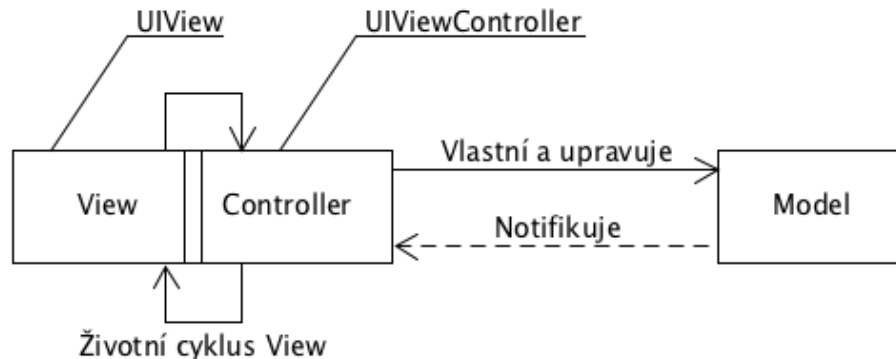 UIView
UIViewController
Vlastní a upravuje
View
Controller
Model
Notifikuje
Životní cyklus View